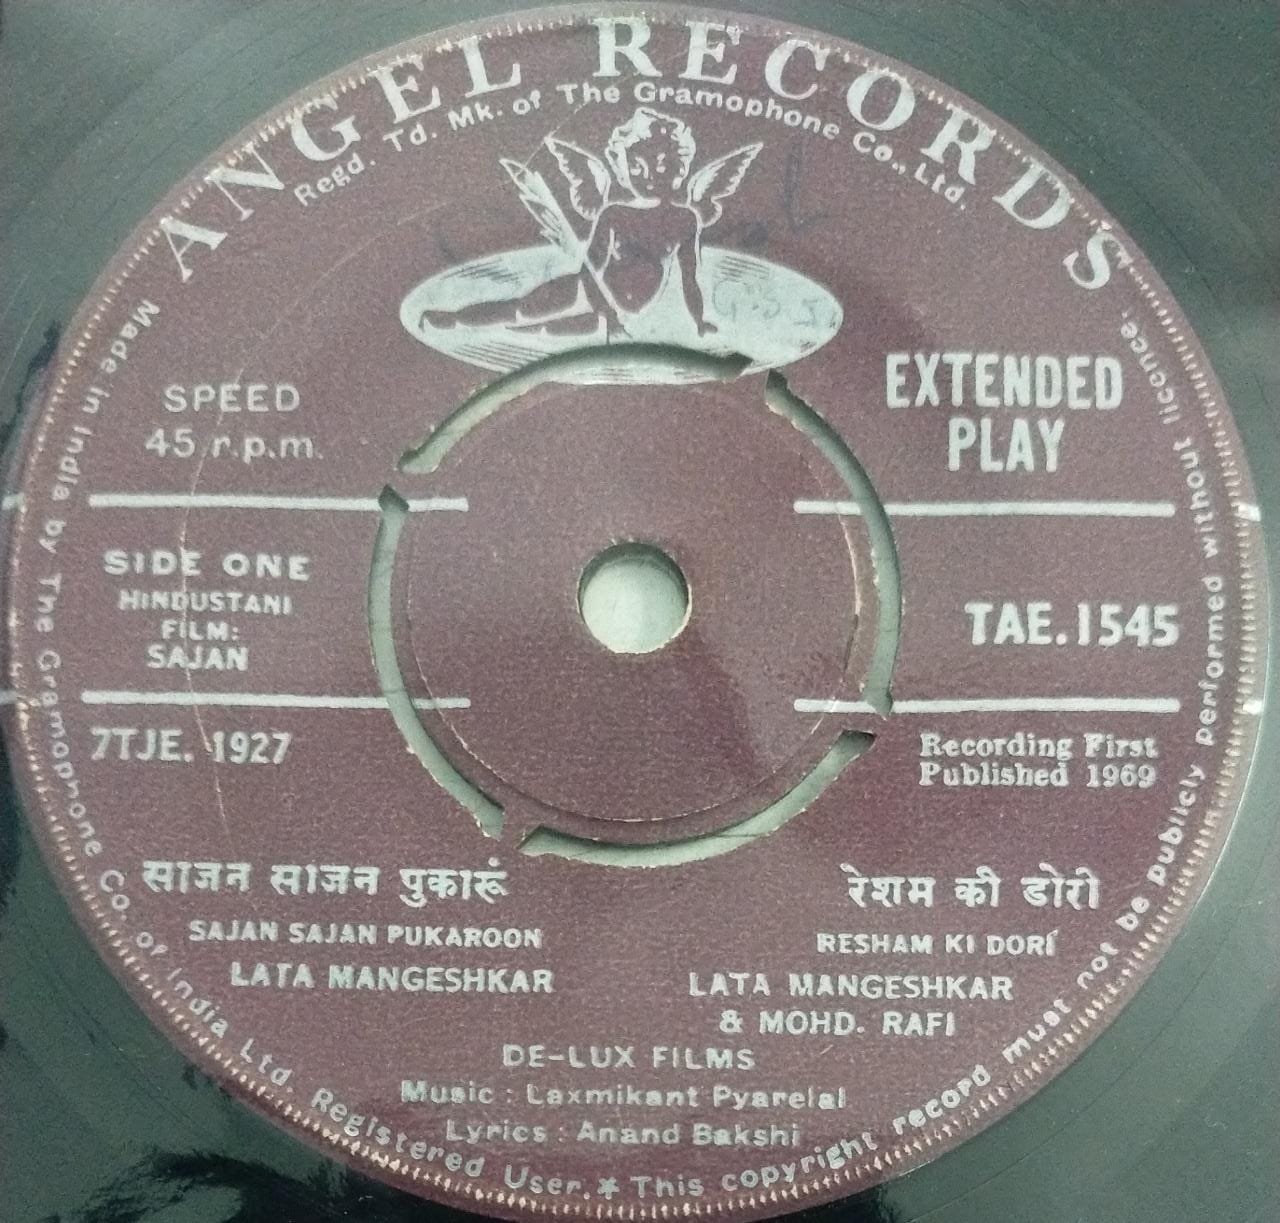 ANGEL RECORDS
Regd. Td. Mk. of The Gramophone Co., Ltd.
SPEED
45 r.p.m.
EXTENDED
PLAY
SIDE ONE
HINDUSTANI
FILM:
SAJAN
TAE.1545
7TJE. 1927
Recording First
Published 1969
साजन साजन पुकारूं
SAJAN SAJAN PUKAROON
LATA MANGESHKAR
रेशम की डोरी
RESHAM KI DORI
LATA MANGESHKAR
& MOHD. RAFI
DE-LUX FILMS
Music : Laxmikant Pyarelal
Lyrics : Anand Bakshi
Made in India by The Gramophone Co. of India Ltd Registered User. * This copyright record must not be publicly performed without licence.